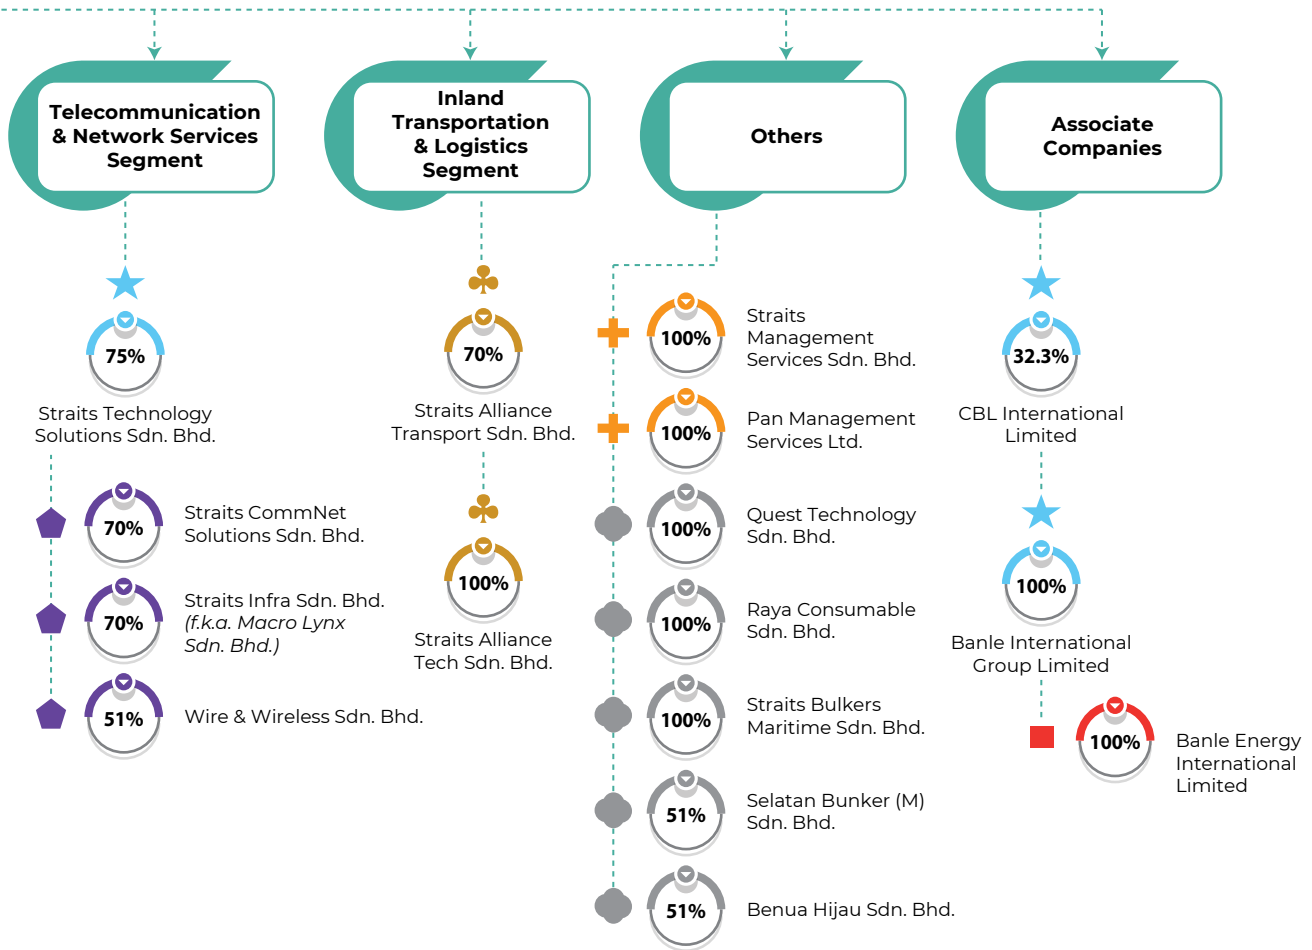 Telecommunication
& Network Services
Segment
75%
Straits Technology
Solutions Sdn. Bhd.
70%
Straits CommNet
Solutions Sdn. Bhd.
70%
Straits Infra Sdn. Bhd.
(f.k.a. Macro Lynx
Sdn. Bhd.)
51%
Wire & Wireless Sdn. Bhd.
Inland
Transportation
& Logistics
Segment
70%
Straits Alliance
Transport Sdn. Bhd.
100%
Straits Alliance
Tech Sdn. Bhd.
Others
100%
Straits
Management
Services Sdn. Bhd.
100%
Pan Management
Services Ltd.
100%
Quest Technology
Sdn. Bhd.
100%
Raya Consumable
Sdn. Bhd.
100%
Straits Bulkers
Maritime Sdn. Bhd.
51%
Selatan Bunker (M)
Sdn. Bhd.
51%
Benua Hijau Sdn. Bhd.
Associate
Companies
32.3%
CBL International
Limited
100%
Banle International
Group Limited
100%
Banle Energy
International
Limited